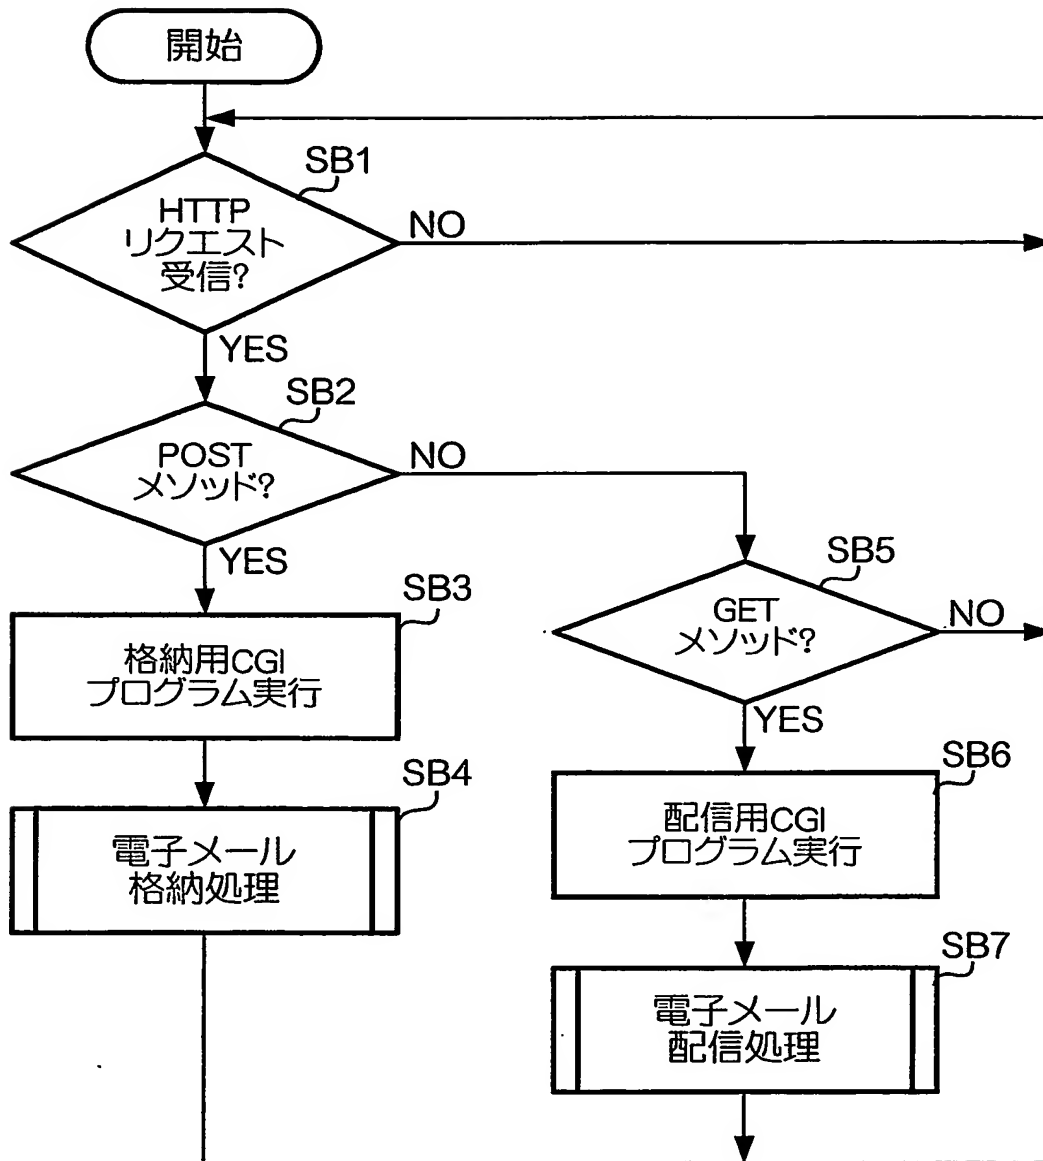 開始
SB1
HTTP
リクエスト
受信?
NO
YES
SB2
POST
メソッド?
NO
YES
SB5
GET
メソッド?
NO
YES
SB3
格納用CGI
プログラム実行
SB4
電子メール
格納処理
SB6
配信用CGI
プログラム実行
SB7
電子メール
配信処理